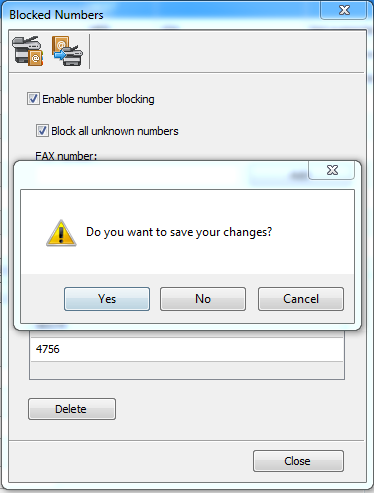 Blocked Numbers
Enable number blocking
Block all unknown numbers
FAX number:
Do you want to save your changes?
Yes No Cancel
4756
Delete
Close